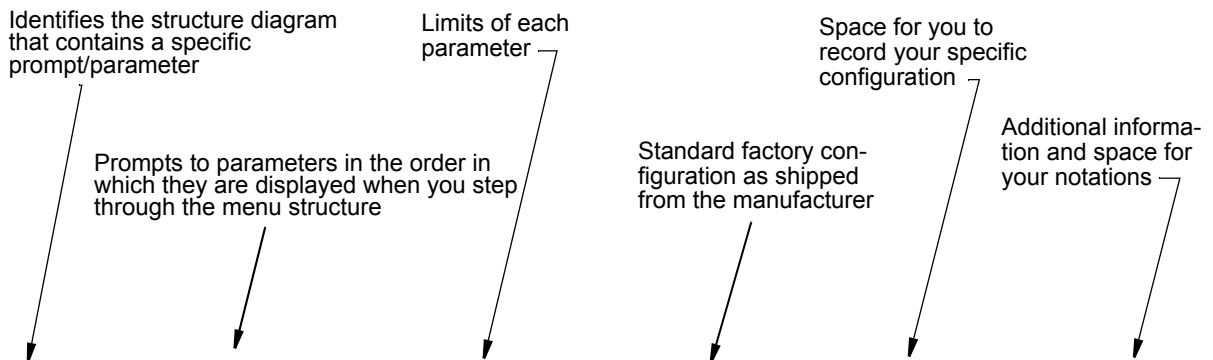 Identifies the structure diagram
that contains a specific
prompt/parameter
Limits of each
parameter
Space for you to
record your specific
configuration
Additional informa-
tion and space for
your notations
Prompts to parameters in the order in
which they are displayed when you step
through the menu structure
Standard factory con-
figuration as shipped
from the manufacturer